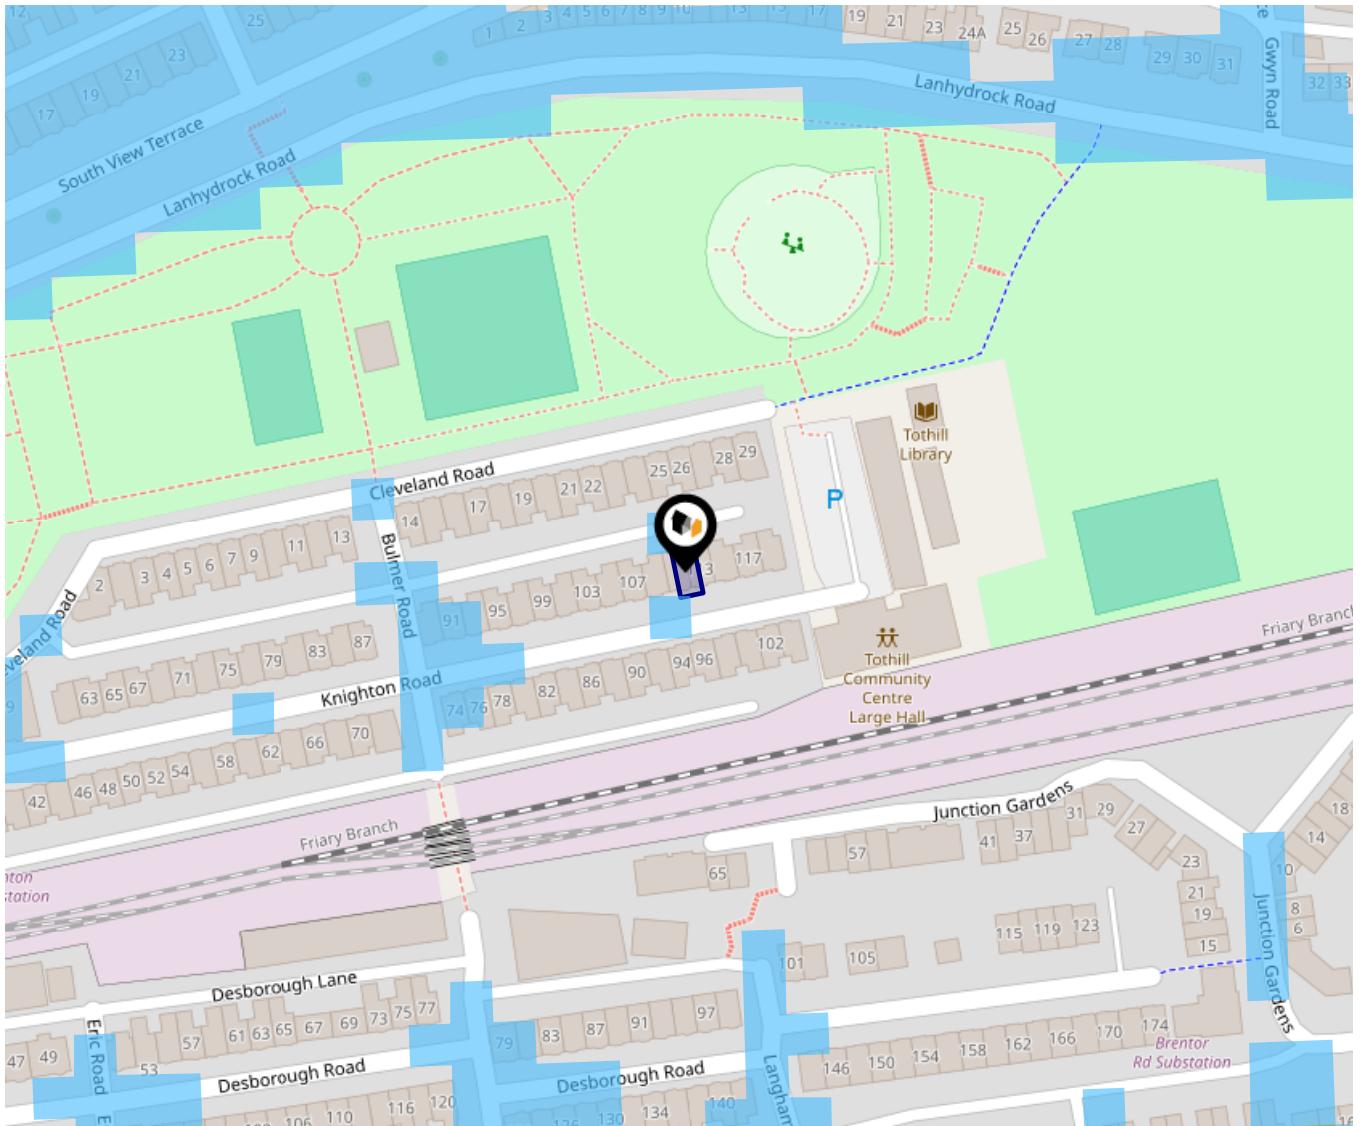 12
25
1 2 3 4 5 6 7 8 9 10 13 15 17
19 21 23 24A 25 26 27 28 29 30 31
32 33
Gwyn Road
23
21
19
17
South View Terrace
Lanhydrock Road
Lanhydrock Road
Tothill
Library
P
Cleveland Road
14 17 19 21 22 25 26 28 29
2 3 4 5 6 7 9 11 13
Bulmer Road
91 95 99 103 107 117
63 65 67 71 75 79 83 87
Knighton Road
74 76 78 82 86 90 94 96 102
42 46 48 50 52 54 58 62 66 70
Tothill
Community
Centre
Large Hall
Friary Branch
Friary Branch
Junction Gardens
65 57 41 37 31 29 27 23 21 19 15
18 14 10 8 6
115 119 123
101 105
Junction Gardens
Desborough Lane
Eric Road
47 49 53 57 61 63 65 67 69 73 75 77
79 83 87 91 97
146 150 154 158 162 166 170 174
Brentor
Rd Substation
Desborough Road
Desborough Road
Langham
110 116 120
126 130 134 140